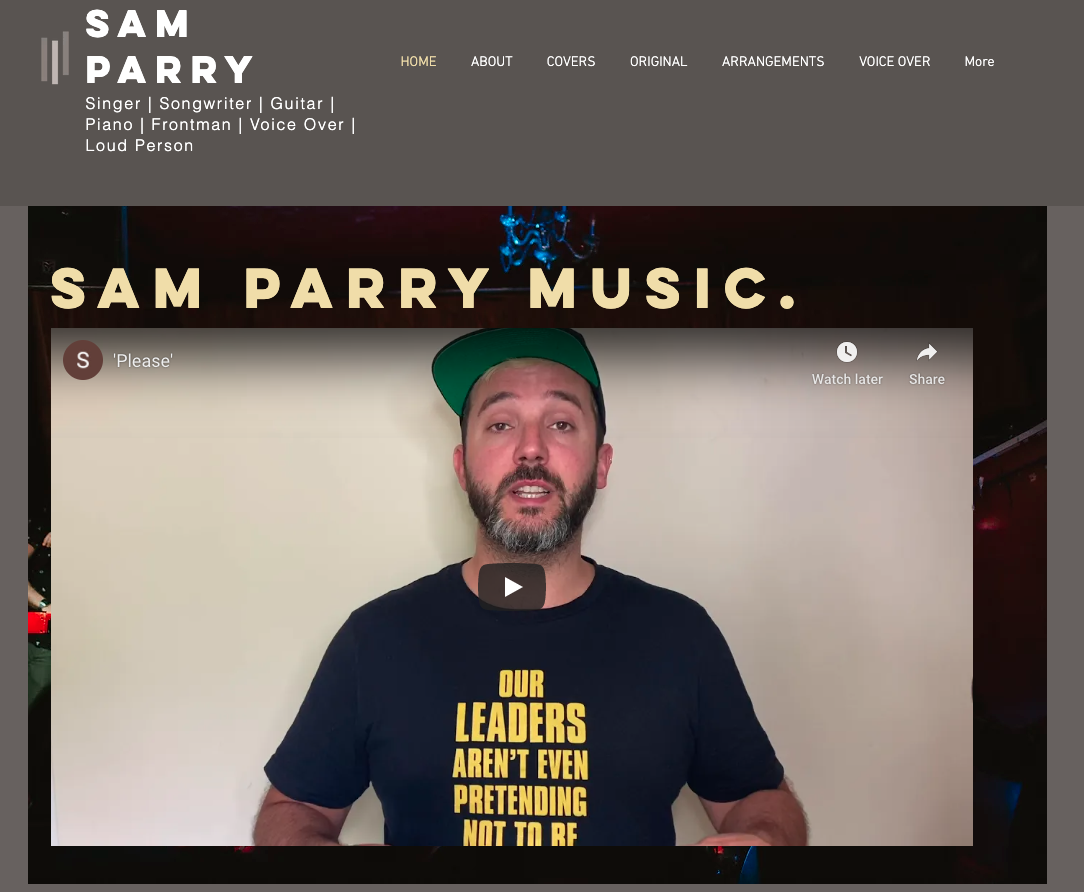 SAM
PARRY
Singer | Songwriter | Guitar |
Piano | Frontman | Voice Over |
Loud Person
HOME ABOUT COVERS ORIGINAL ARRANGEMENTS VOICE OVER More
SAM PARRY MUSIC.
S 'Please'
Watch later Share
OUR
LEADERS
AREN'T EVEN
PRETENDING
NOT TO BE